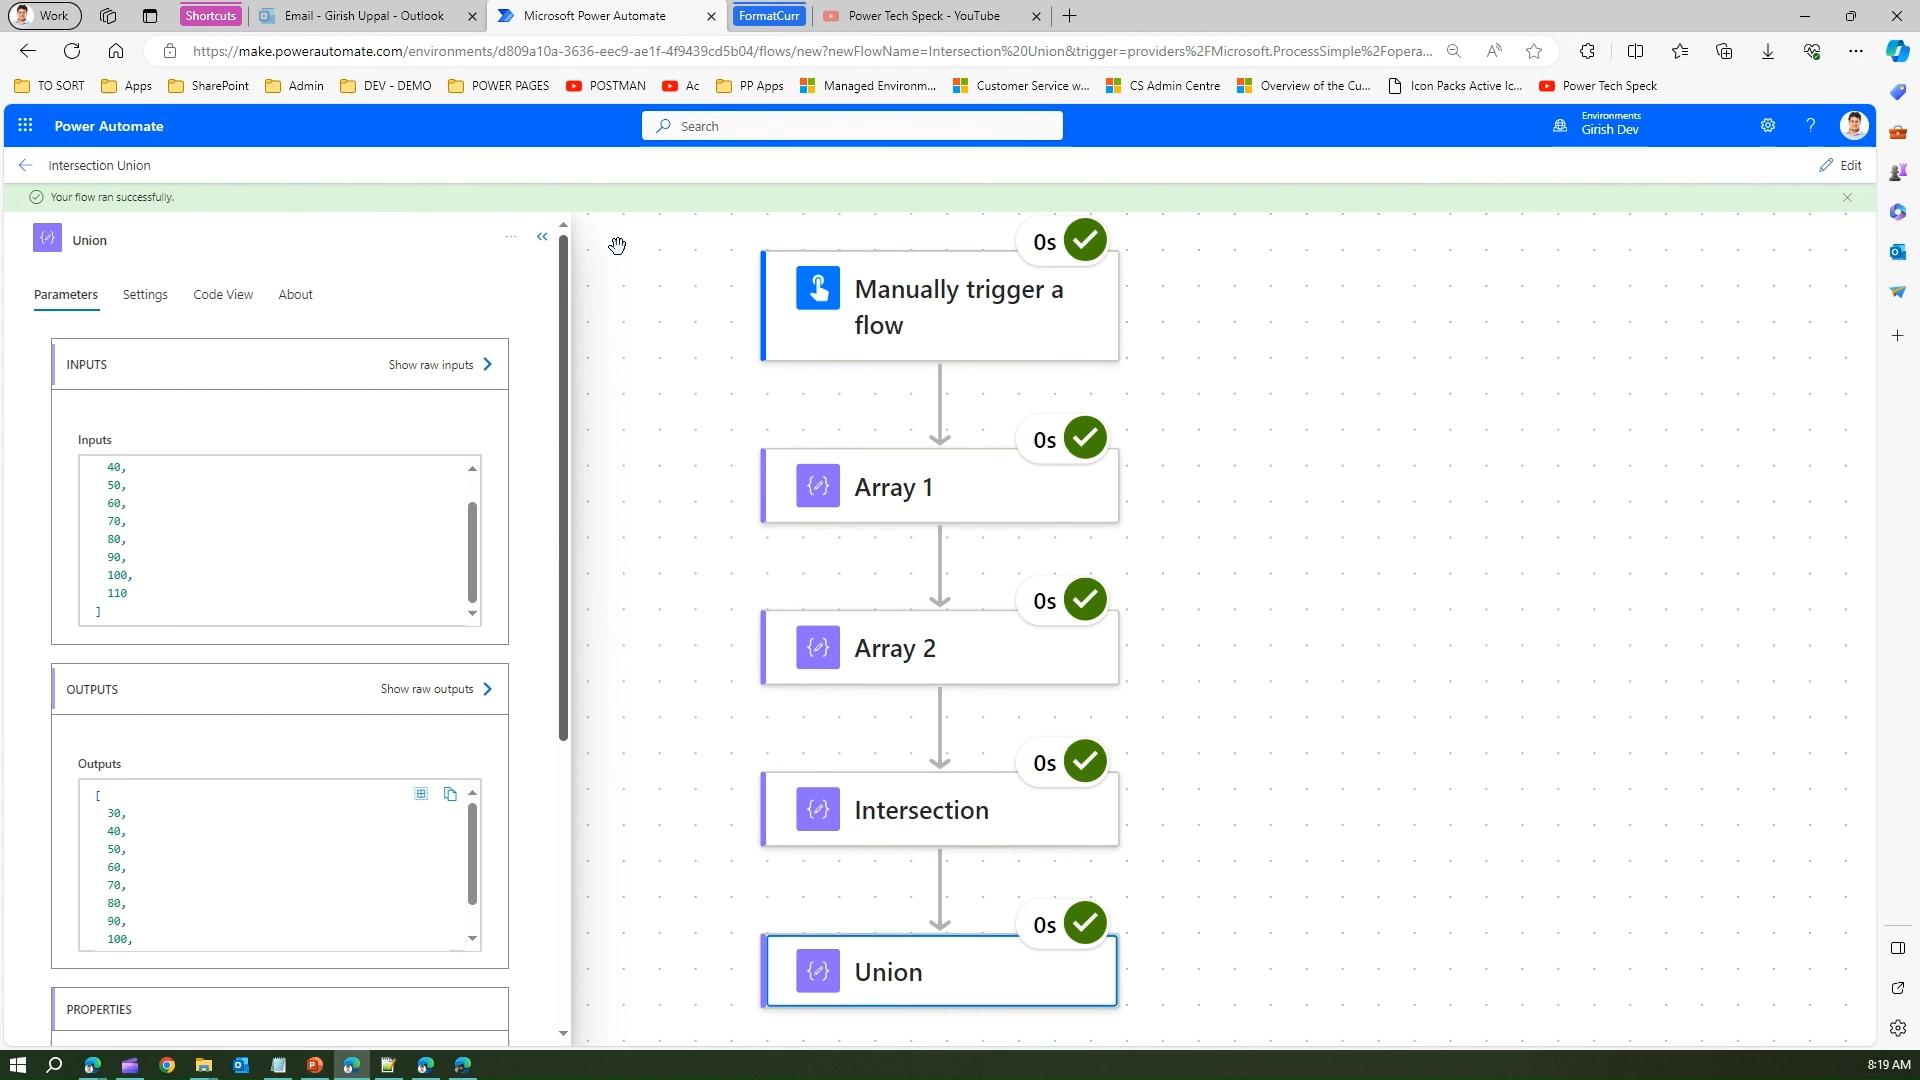 Work
Shortcuts
Email - Girish Uppal - Outlook
Microsoft Power Automate
FormatCurr
Power Tech Speck - YouTube
https://make.powerautomate.com/environments/d809a10a-3636-eec9-ae1f-4f9439cd5b04/flows/new?newFlowName=Intersection%20Union&trigger=providers%2FMicrosoft.ProcessSimple%2Fopera...
TO SORT
Apps
SharePoint
Admin
DEV - DEMO
POWER PAGES
POSTMAN
Ac
PP Apps
Managed Environm...
Customer Service w...
CS Admin Centre
Overview of the Cu...
Icon Packs Active Ic...
Power Tech Speck
Power Automate
Search
Environments
Girish Dev
Intersection Union
Edit
Your flow ran successfully.
Union
Parameters
Settings
Code View
About
INPUTS
Show raw inputs
Inputs
40,
50,
60,
70,
80,
90,
100,
110
]
OUTPUTS
Show raw outputs
Outputs
[
30,
40,
50,
60,
70,
80,
90,
100,
PROPERTIES
0s
Manually trigger a
flow
0s
Array 1
0s
Array 2
0s
Intersection
0s
Union
8:19 AM